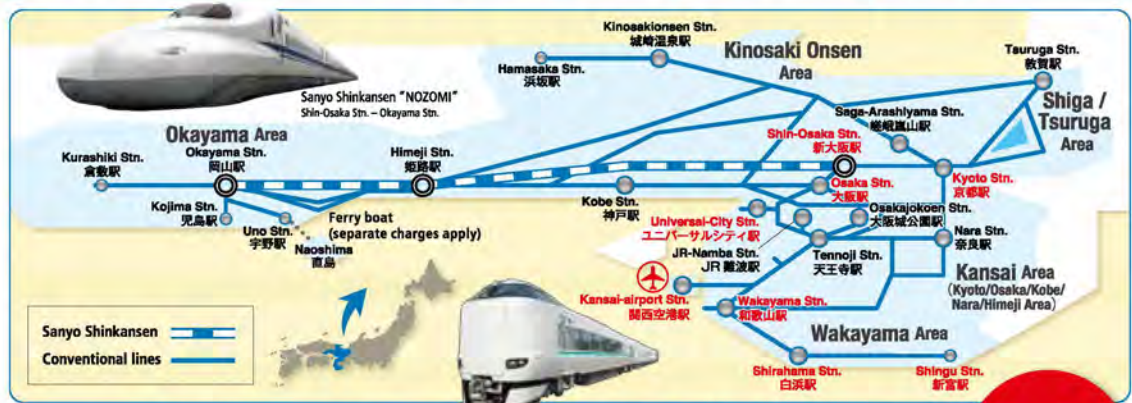 Sanyo Shinkansen "NOZOMI"
Shin-Osaka Stn. – Okayama Stn.
Kinosakionsen Stn.
城崎温泉駅
Hamasaka Stn.
浜坂駅
Kinosaki Onsen
Area
Tsuruga Stn.
敦賀駅
Shiga /
Tsuruga
Area
Saga-Arashiyama Stn.
嵯峨嵐山駅
Okayama Area
Kurashiki Stn.
倉敷駅
Okayama Stn.
岡山駅
Himeji Stn.
姫路駅
Shin-Osaka Stn.
新大阪駅
Kyoto Stn.
京都駅
Osaka Stn.
大阪駅
Kojima Stn.
児島駅
Uno Stn.
宇野駅
Naoshima
直島
Ferry boat
(separate charges apply)
Kobe Stn.
神戸駅
Universal-City Stn.
ユニバーサルシティ駅
Osakajokoen Stn.
大阪城公園駅
JR-Namba Stn.
JR 難波駅
Tennoji Stn.
天王寺駅
Nara Stn.
奈良駅
Kansai Area
(Kyoto/Osaka/Kobe/
Nara/Himeji Area)
Kansai-airport Stn.
関西空港駅
Wakayama Stn.
和歌山駅
Wakayama Area
Shirahama Stn.
白浜駅
Shingu Stn.
新宮駅
Sanyo Shinkansen
Conventional lines